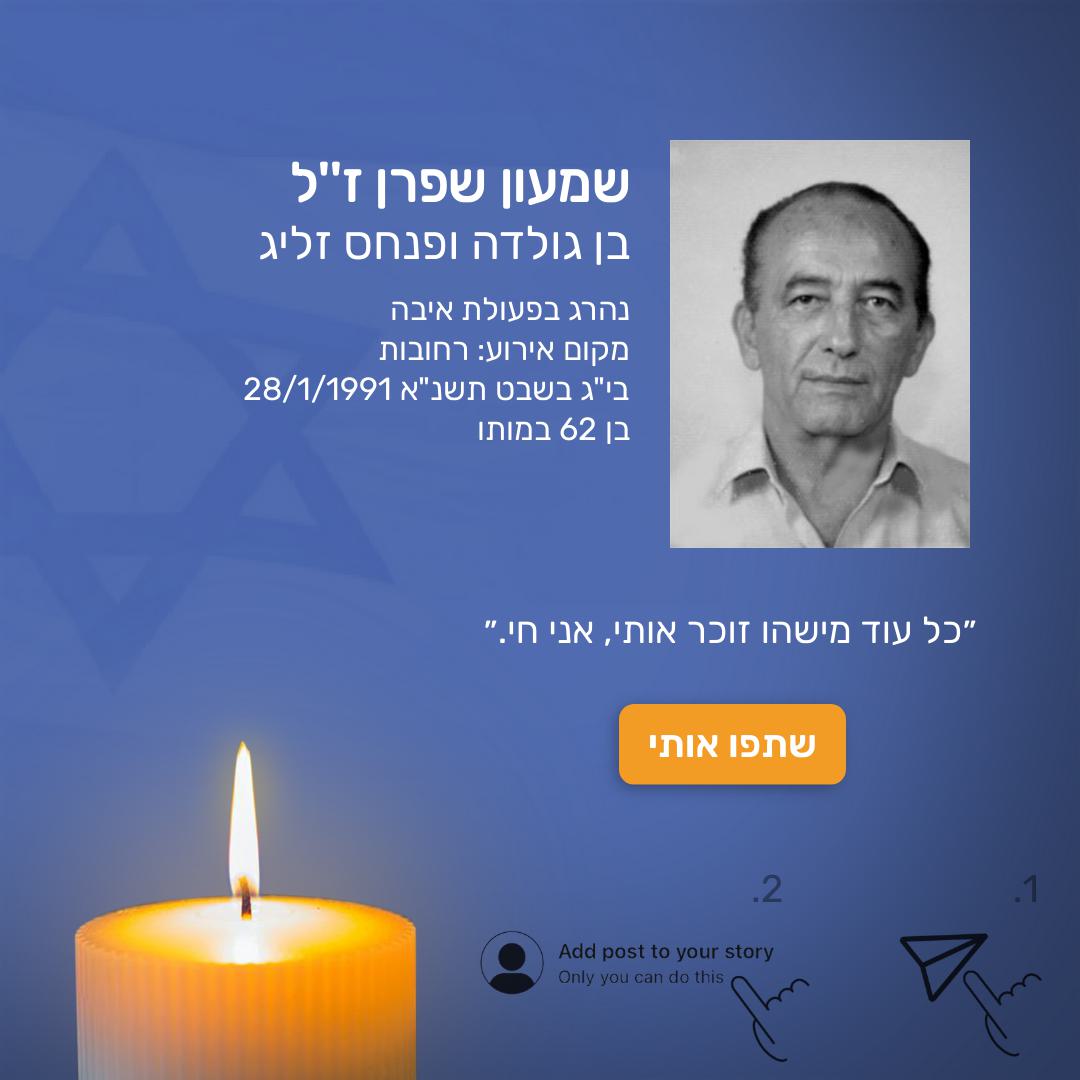 שמעון שפרן ז"ל
בן גולדה ופנחס זליג
נהרג בפעולת איבה
מקום אירוע: רחובות
בי"ג בשבט תשנ"א 28/1/1991
בן 62 במותו
״כל עוד מישהו זוכר אותי, אני חי.״
שתפו אותי
1.
2.
Add post to your story
Only you can do this